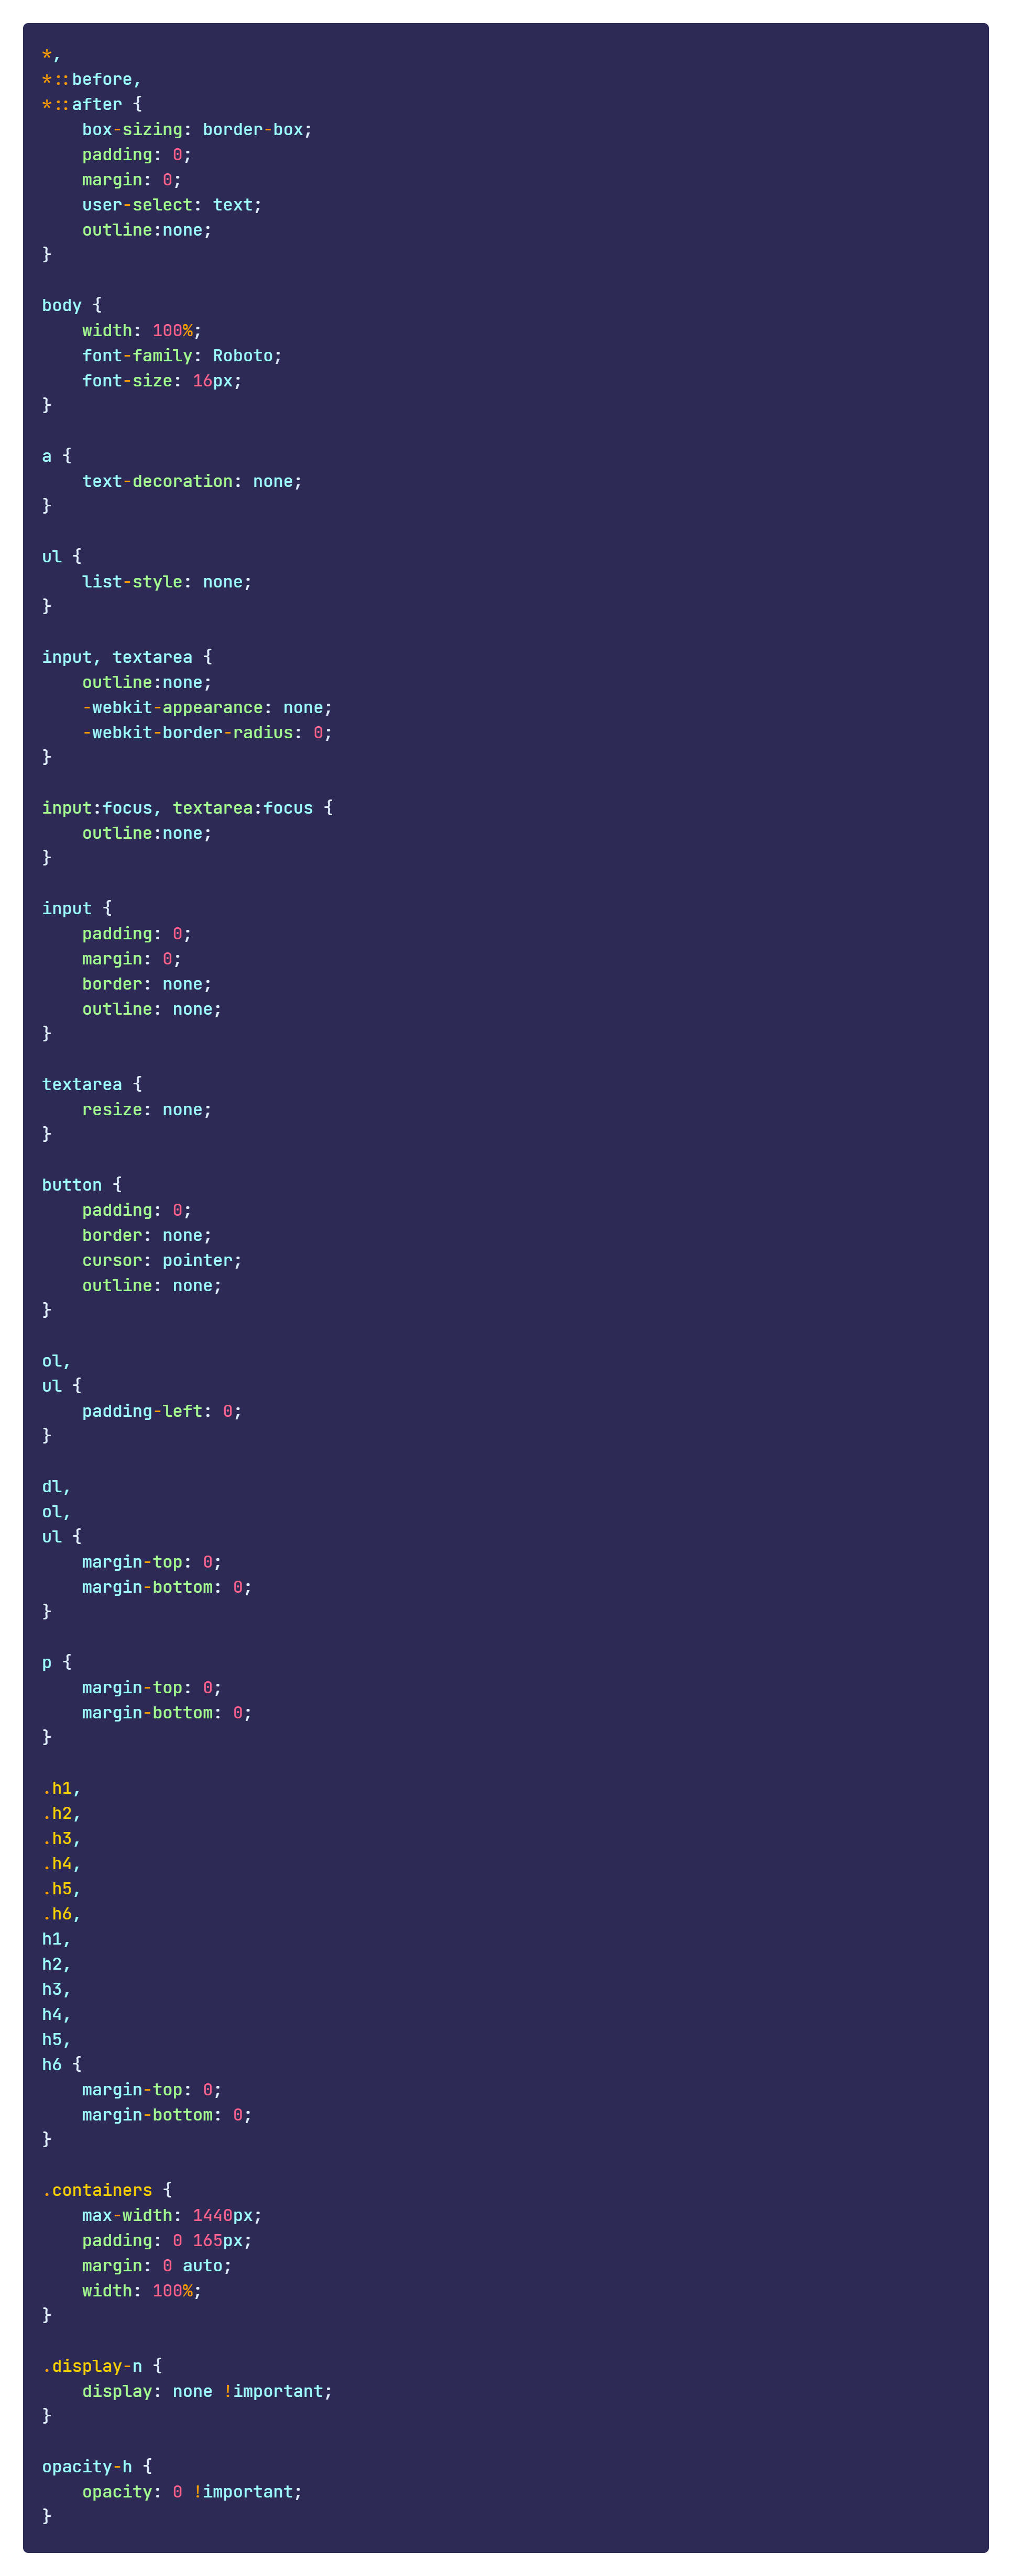 *,
*::before,
*::after {
    box-sizing: border-box;
    padding: 0;
    margin: 0;
    user-select: text;
    outline:none;
}

body {
    width: 100%;
    font-family: Roboto;
    font-size: 16px;
}

a {
    text-decoration: none;
}

ul {
    list-style: none;
}

input, textarea {
    outline:none;
    -webkit-appearance: none;
    -webkit-border-radius: 0;
}

input:focus, textarea:focus {
    outline:none;
}

input {
    padding: 0;
    margin: 0;
    border: none;
    outline: none;
}

textarea {
    resize: none;
}

button {
    padding: 0;
    border: none;
    cursor: pointer;
    outline: none;
}

ol,
ul {
    padding-left: 0;
}

dl,
ol,
ul {
    margin-top: 0;
    margin-bottom: 0;
}

p {
    margin-top: 0;
    margin-bottom: 0;
}

.h1,
.h2,
.h3,
.h4,
.h5,
.h6,
h1,
h2,
h3,
h4,
h5,
h6 {
    margin-top: 0;
    margin-bottom: 0;
}

.containers {
    max-width: 1440px;
    padding: 0 165px;
    margin: 0 auto;
    width: 100%;
}

.display-n {
    display: none !important;
}

opacity-h {
    opacity: 0 !important;
}